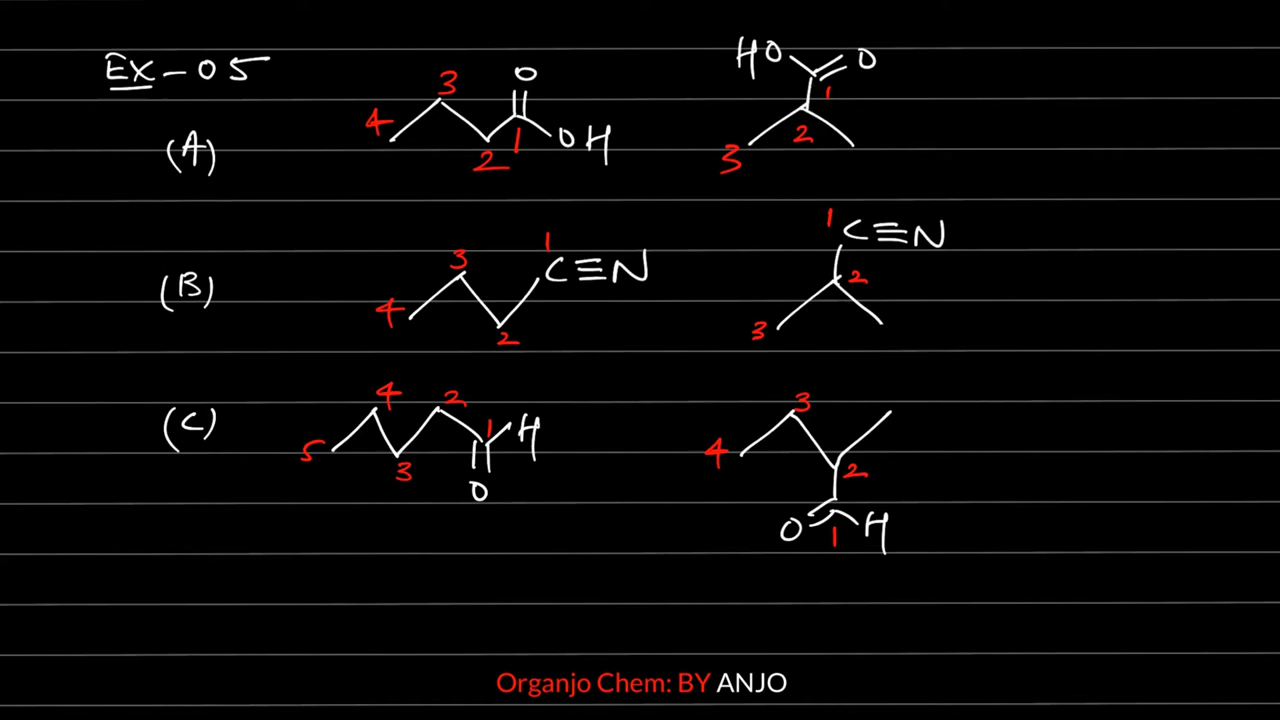 EX-05
(A)
4 3 2 1 O OH
HO O 1 2 3
(B)
4 3 2 1 C≡N
1 C≡N 2 3
(C)
5 4 3 2 1 H O
4 3 2 1 O H
Organjo Chem: BY ANJO